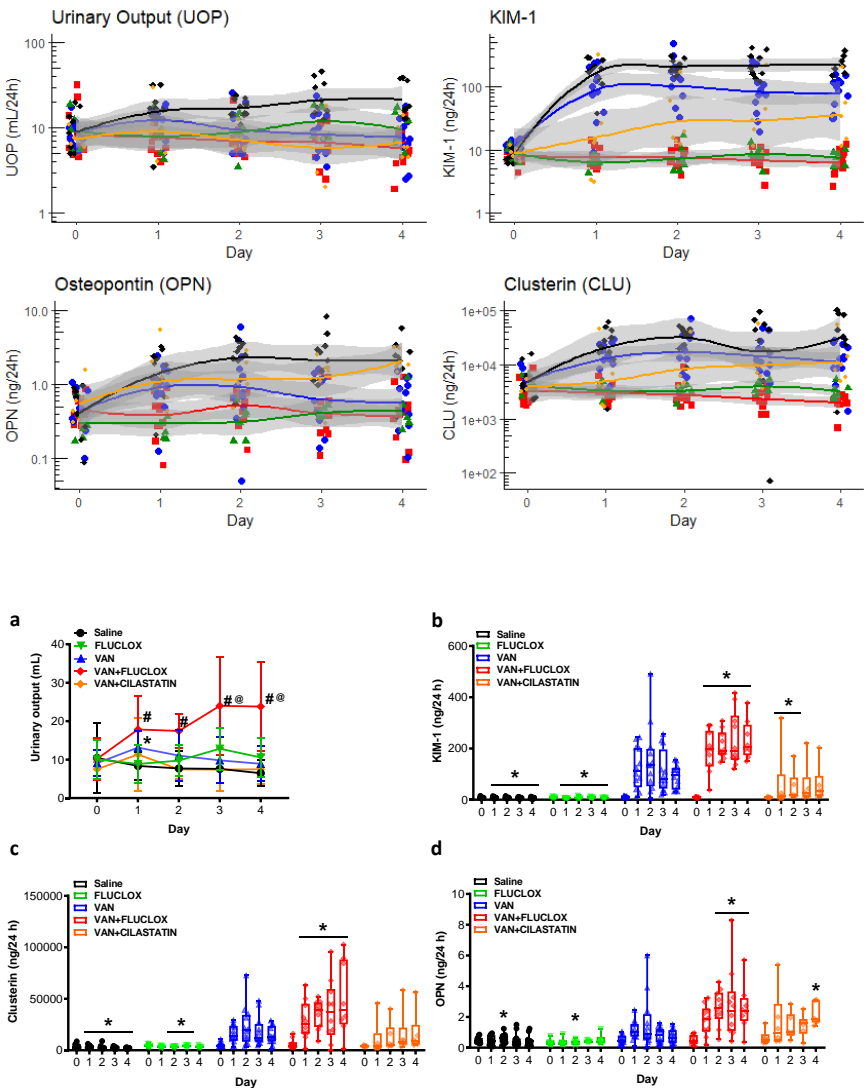 Urinary Output (UOP)
UOP (mL/24h)
100
10
1
0 1 2 3 4
Day
KIM-1
KIM-1 (ng/24h)
100
10
1
0 1 2 3 4
Day
Osteopontin (OPN)
OPN (ng/24h)
10.0
1.0
0.1
0 1 2 3 4
Day
Clusterin (CLU)
CLU (ng/24h)
1e+05
1e+04
1e+03
1e+02
0 1 2 3 4
Day
a
Saline
FLUCLOX
VAN
VAN+FLUCLOX
VAN+CILASTATIN
Urinary output (mL)
40
30
20
10
0
# # #@ #@
*
0 1 2 3 4
Day
b
Saline
FLUCLOX
VAN
VAN+FLUCLOX
VAN+CILASTATIN
KIM-1 (ng/24 h)
600
400
200
0
* * * *
0 1 2 3 4 0 1 2 3 4 0 1 2 3 4 0 1 2 3 4 0 1 2 3 4
Day
c
Saline
FLUCLOX
VAN
VAN+FLUCLOX
VAN+CILASTATIN
Clusterin (ng/24 h)
150000
100000
50000
0
* * *
0 1 2 3 4 0 1 2 3 4 0 1 2 3 4 0 1 2 3 4 0 1 2 3 4
Day
d
Saline
FLUCLOX
VAN
VAN+FLUCLOX
VAN+CILASTATIN
OPN (ng/24 h)
10
8
6
4
2
0
* * * *
0 1 2 3 4 0 1 2 3 4 0 1 2 3 4 0 1 2 3 4 0 1 2 3 4
Day